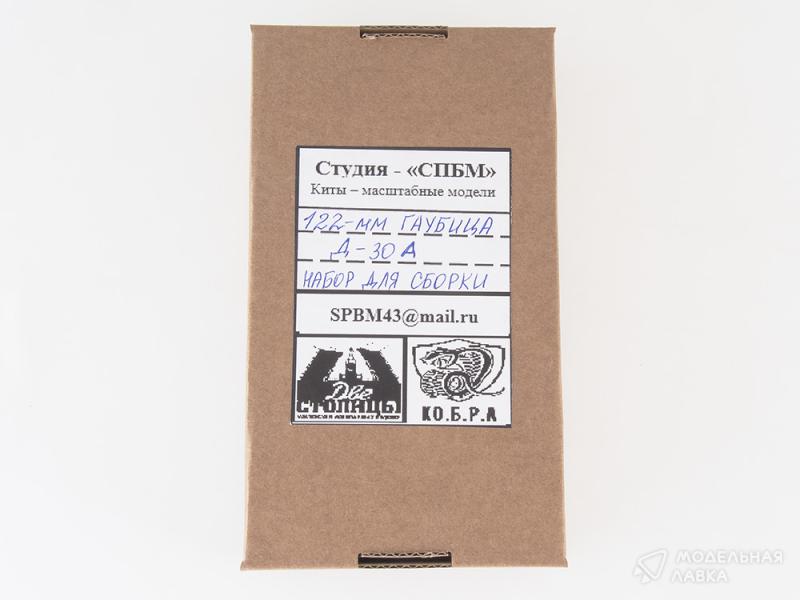 Студия - «СПБМ»
Киты – масштабные модели
122-мм ГАУБИЦА
Д-30А
НАБОР ДЛЯ СБОРКИ
SPBM43@mail.ru
Две
СТОЛИЦЫ
КО.Б.Р.А
МОДЕЛЬНАЯ
ЛАВКА